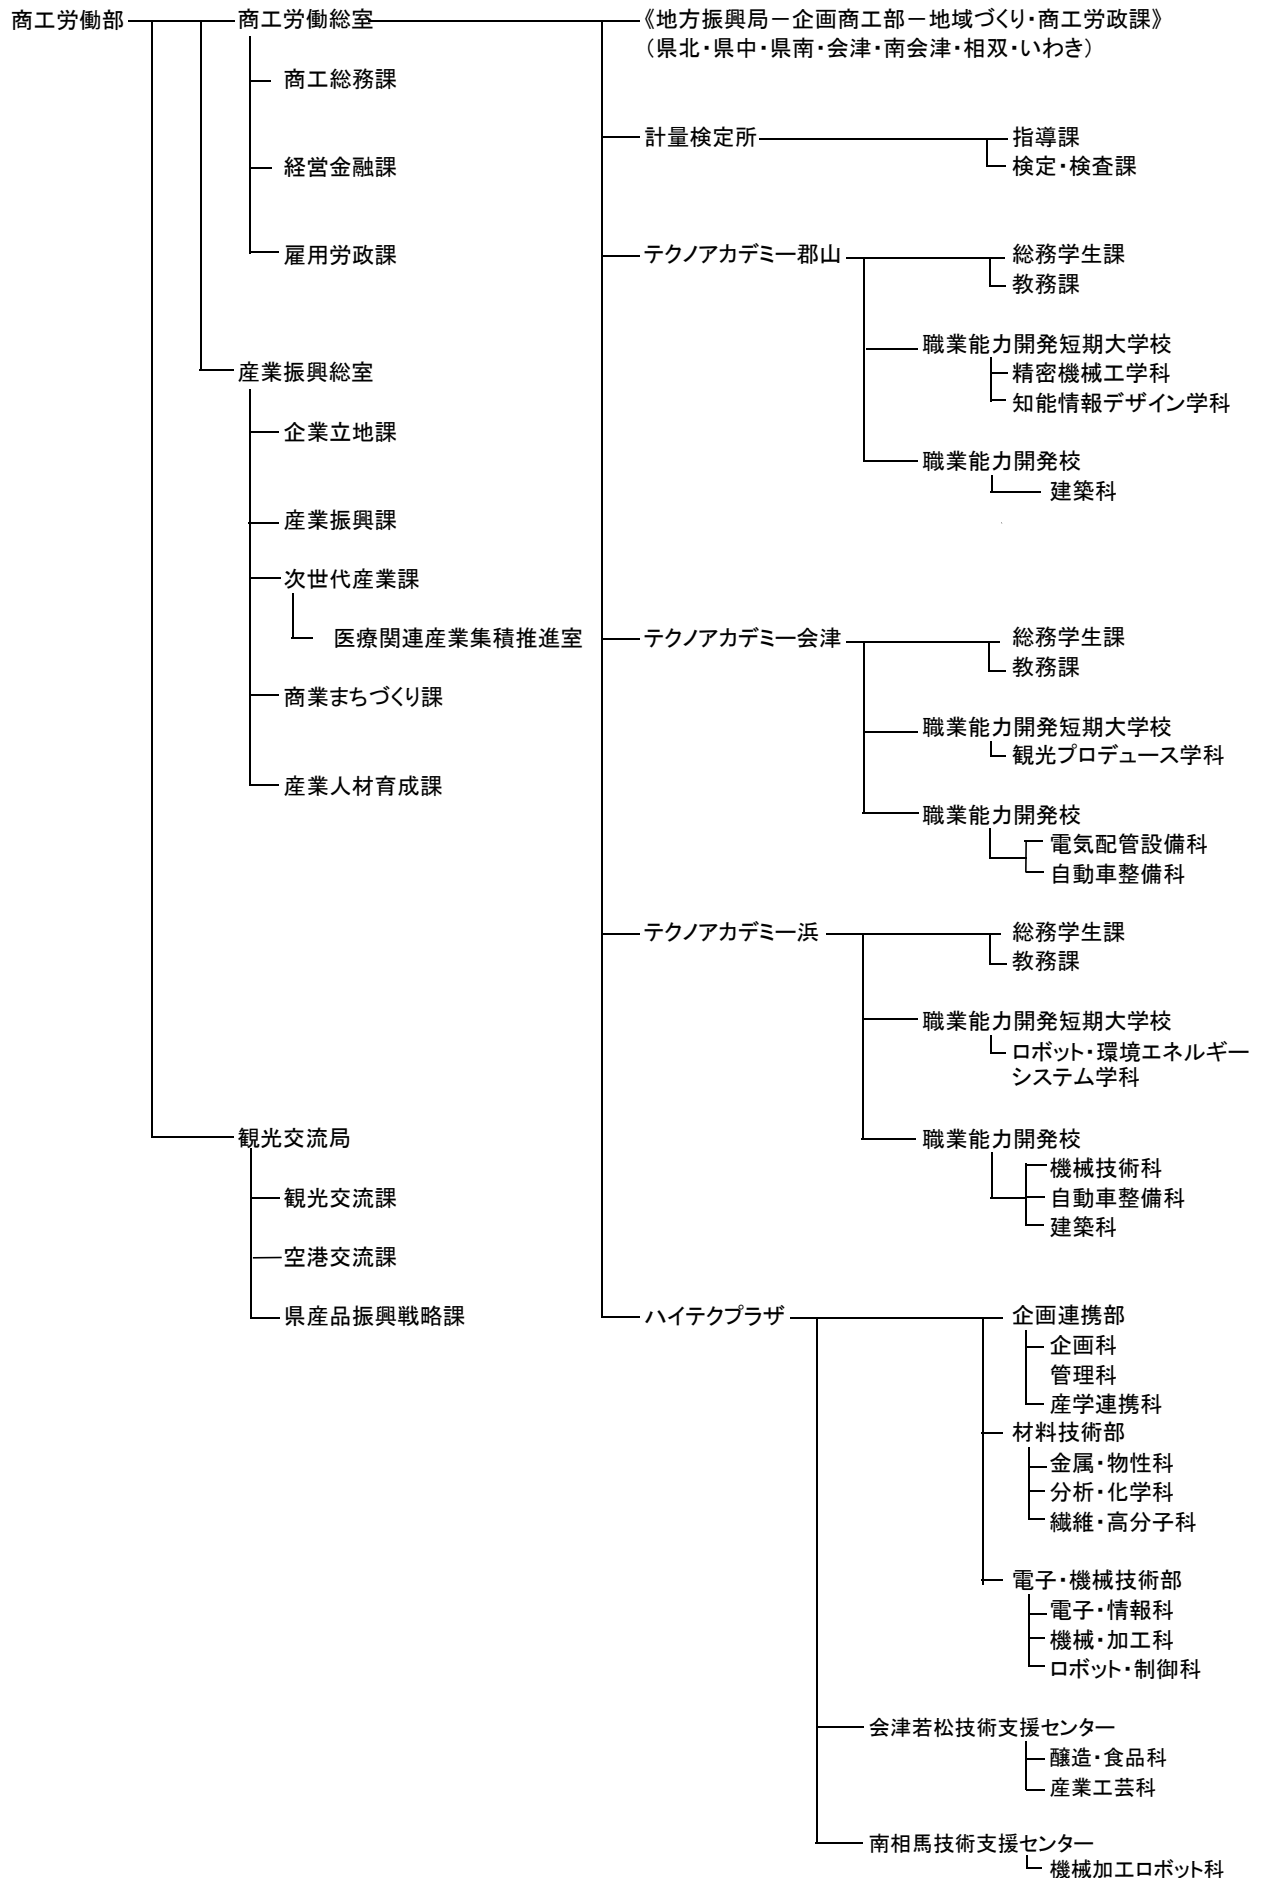 商工労働部
商工労働総室
商工総務課
経営金融課
雇用労政課
産業振興総室
企業立地課
産業振興課
次世代産業課
医療関連産業集積推進室
商業まちづくり課
産業人材育成課
観光交流局
観光交流課
空港交流課
県産品振興戦略課
《地方振興局－企画商工部－地域づくり・商工労政課》
（県北・県中・県南・会津・南会津・相双・いわき）
計量検定所
指導課
検定・検査課
テクノアカデミー郡山
総務学生課
教務課
職業能力開発短期大学校
精密機械工学科
知能情報デザイン学科
職業能力開発校
建築科
テクノアカデミー会津
総務学生課
教務課
職業能力開発短期大学校
観光プロデュース学科
職業能力開発校
電気配管設備科
自動車整備科
テクノアカデミー浜
総務学生課
教務課
職業能力開発短期大学校
ロボット・環境エネルギー
システム学科
職業能力開発校
機械技術科
自動車整備科
建築科
ハイテクプラザ
企画連携部
企画科
管理科
産学連携科
材料技術部
金属・物性科
分析・化学科
繊維・高分子科
電子・機械技術部
電子・情報科
機械・加工科
ロボット・制御科
会津若松技術支援センター
醸造・食品科
産業工芸科
南相馬技術支援センター
機械加工ロボット科